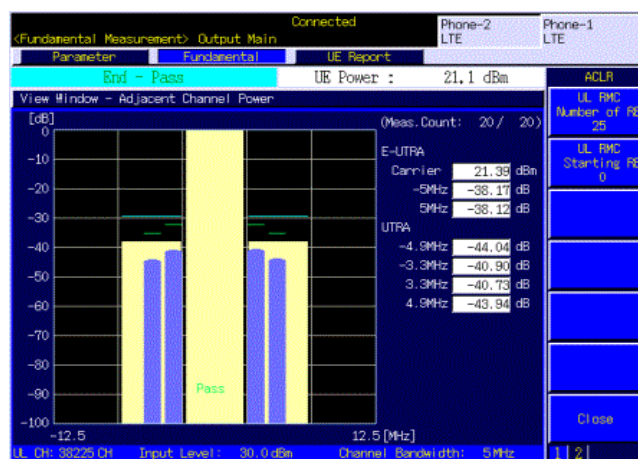 Connected
Phone-2
LTE
Phone-1
LTE
<Fundamental Measurement> Output Main
Parameter
Fundamental
UE Report
End - Pass
UE Power :
21.1 dBm
ACLR
View Window - Adjacent Channel Power
UL RMC
Number of RB
25
[dB]
(Meas.Count: 20/ 20)
UL RMC
Starting RB
0
0
-10
-20
-30
-40
-50
-60
-70
-80
-90
-100
E-UTRA
Carrier 21.39 dBm
-5MHz -38.17 dB
5MHz -38.12 dB
UTRA
-4.9MHz -44.04 dB
-3.3MHz -40.90 dB
3.3MHz -40.73 dB
4.9MHz -43.94 dB
Pass
-12.5
12.5[MHz]
Close
UL CH: 38225 CH
Input Level: 30.0 dBm
Channel Bandwidth: 5MHz
1 2